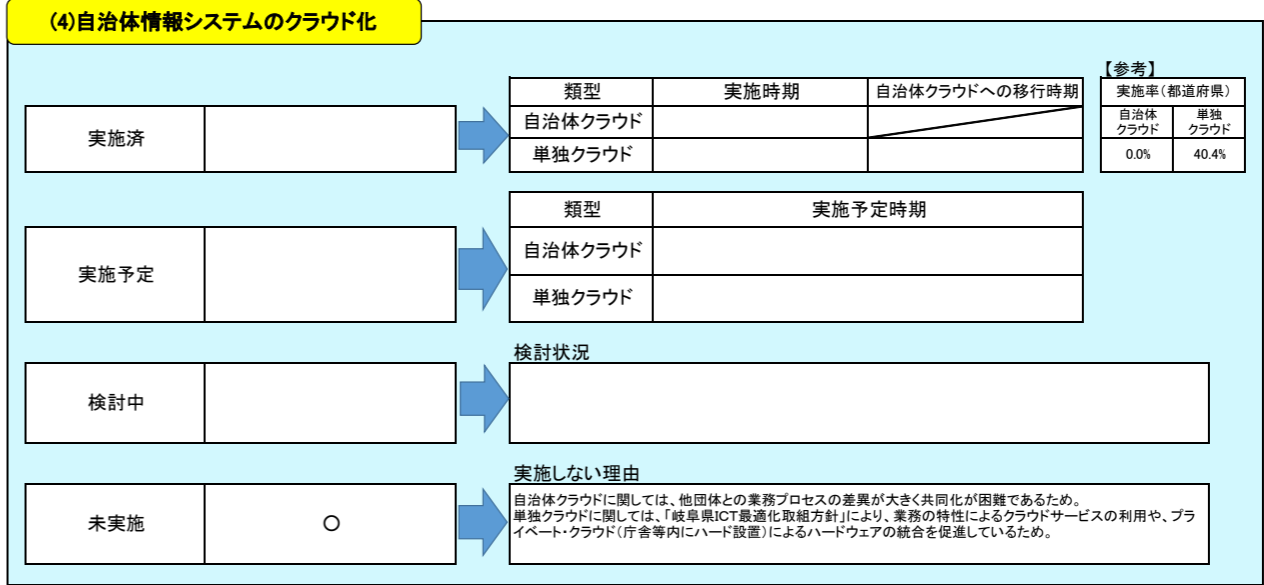 (4)自治体情報システムのクラウド化
【参考】
類型 実施時期 自治体クラウドへの移行時期 実施率(都道府県)
実施済 自治体クラウド 自治体クラウド 単独クラウド
単独クラウド 0.0% 40.4%
類型 実施予定時期
実施予定 自治体クラウド
単独クラウド
検討状況
検討中
実施しない理由
未実施 ○
自治体クラウドに関しては、他団体との業務プロセスの差異が大きく共同化が困難であるため。
単独クラウドに関しては、「岐阜県ICT最適化取組方針」により、業務の特性によるクラウドサービスの利用や、プラ
イベート・クラウド(庁舎等内にハード設置)によるハードウェアの統合を促進しているため。